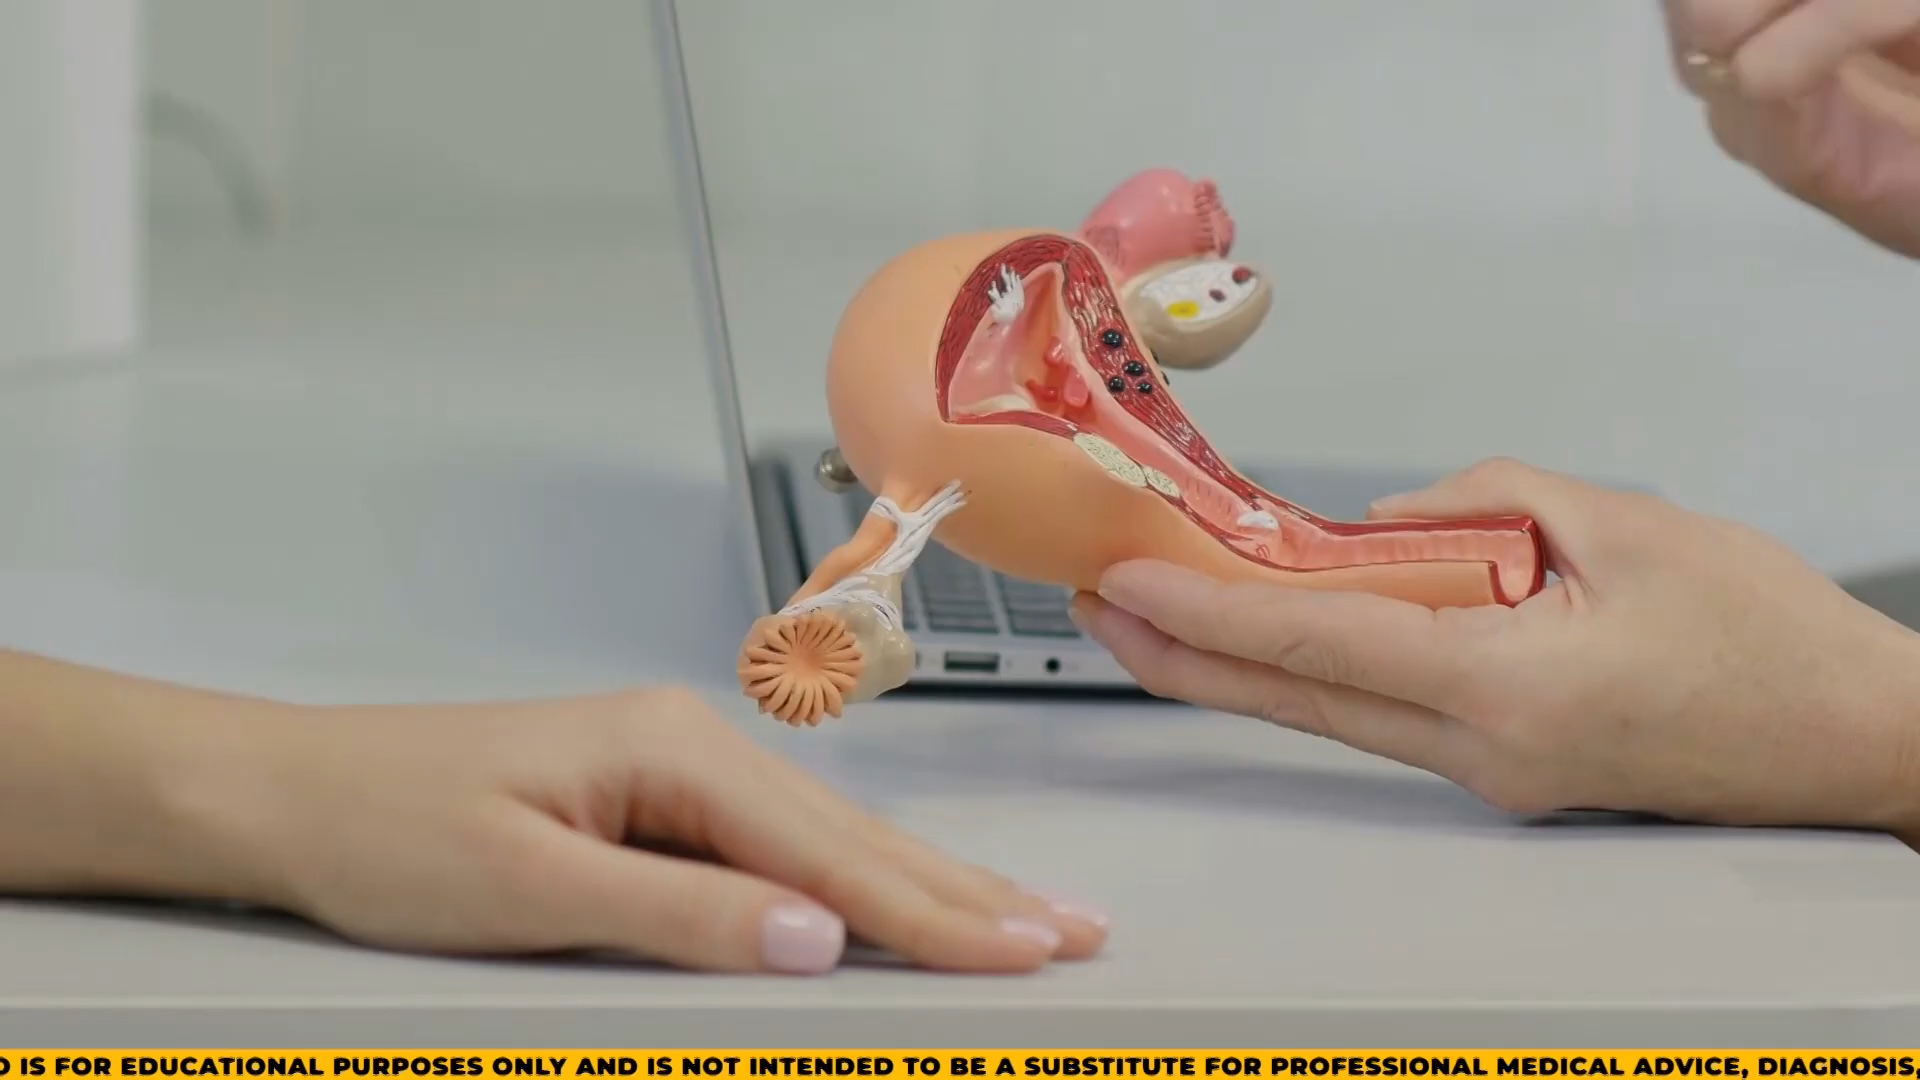 IS FOR EDUCATIONAL PURPOSES ONLY AND IS NOT INTENDED TO BE A SUBSTITUTE FOR PROFESSIONAL MEDICAL ADVICE, DIAGNOSIS,